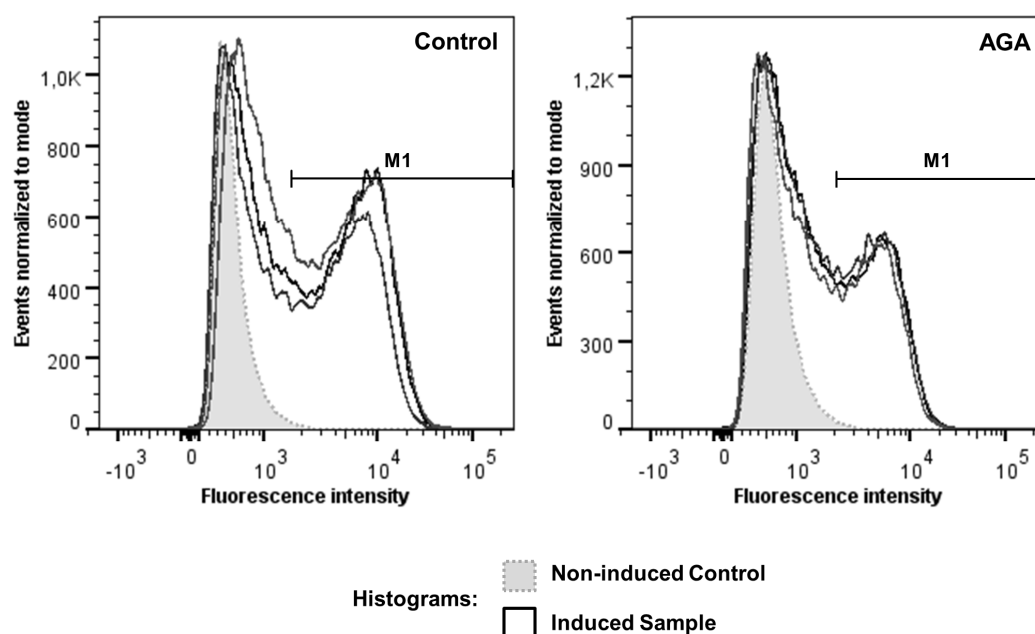 Control
Events normalized to mode
1,0K
800
600
400
200
0
M1
-10³ 0 10³ 10⁴ 10⁵
Fluorescence intensity
AGA
Events normalized to mode
1,2K
900
600
300
0
M1
-10³ 0 10³ 10⁴ 10⁵
Fluorescence intensity
Histograms:
Non-induced Control
Induced Sample